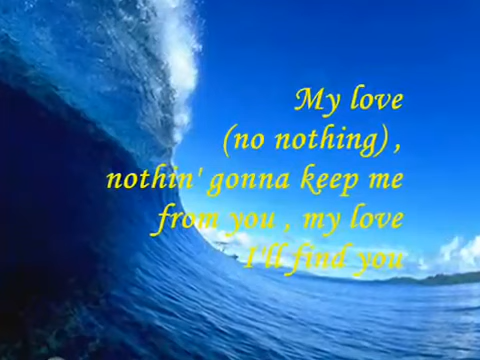 My love
(no nothing) ,
nothin' gonna keep me
from you , my love
I'll find you